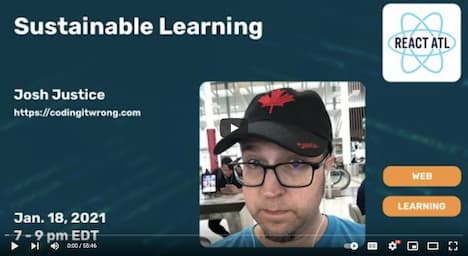 Sustainable Learning
REACT ATL
Josh Justice
https://codingitwrong.com
WEB
LEARNING
Jan. 18, 2021
7 - 9 pm EDT
0:00 / 55:46